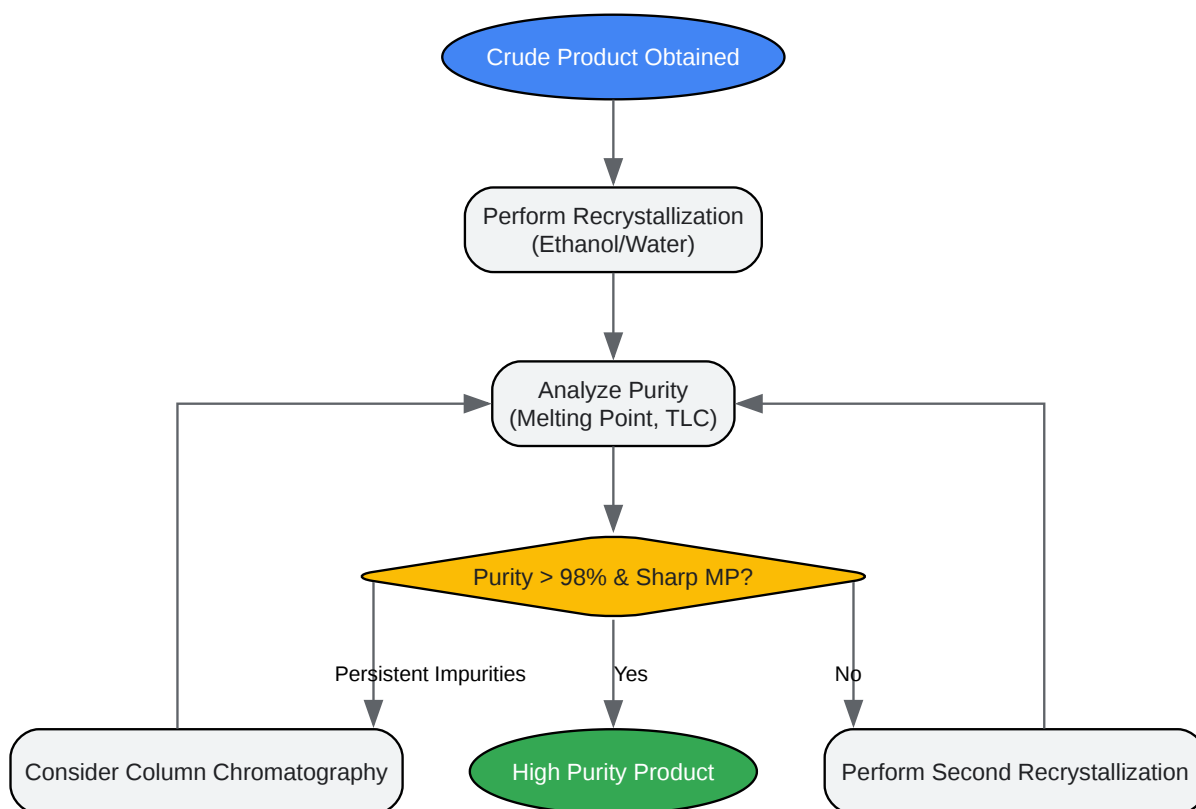 Crude Product Obtained
Perform Recrystallization
(Ethanol/Water)
Analyze Purity
(Melting Point, TLC)
Purity > 98% & Sharp MP?
Persistent Impurities
Yes
No
Consider Column Chromatography
High Purity Product
Perform Second Recrystallization